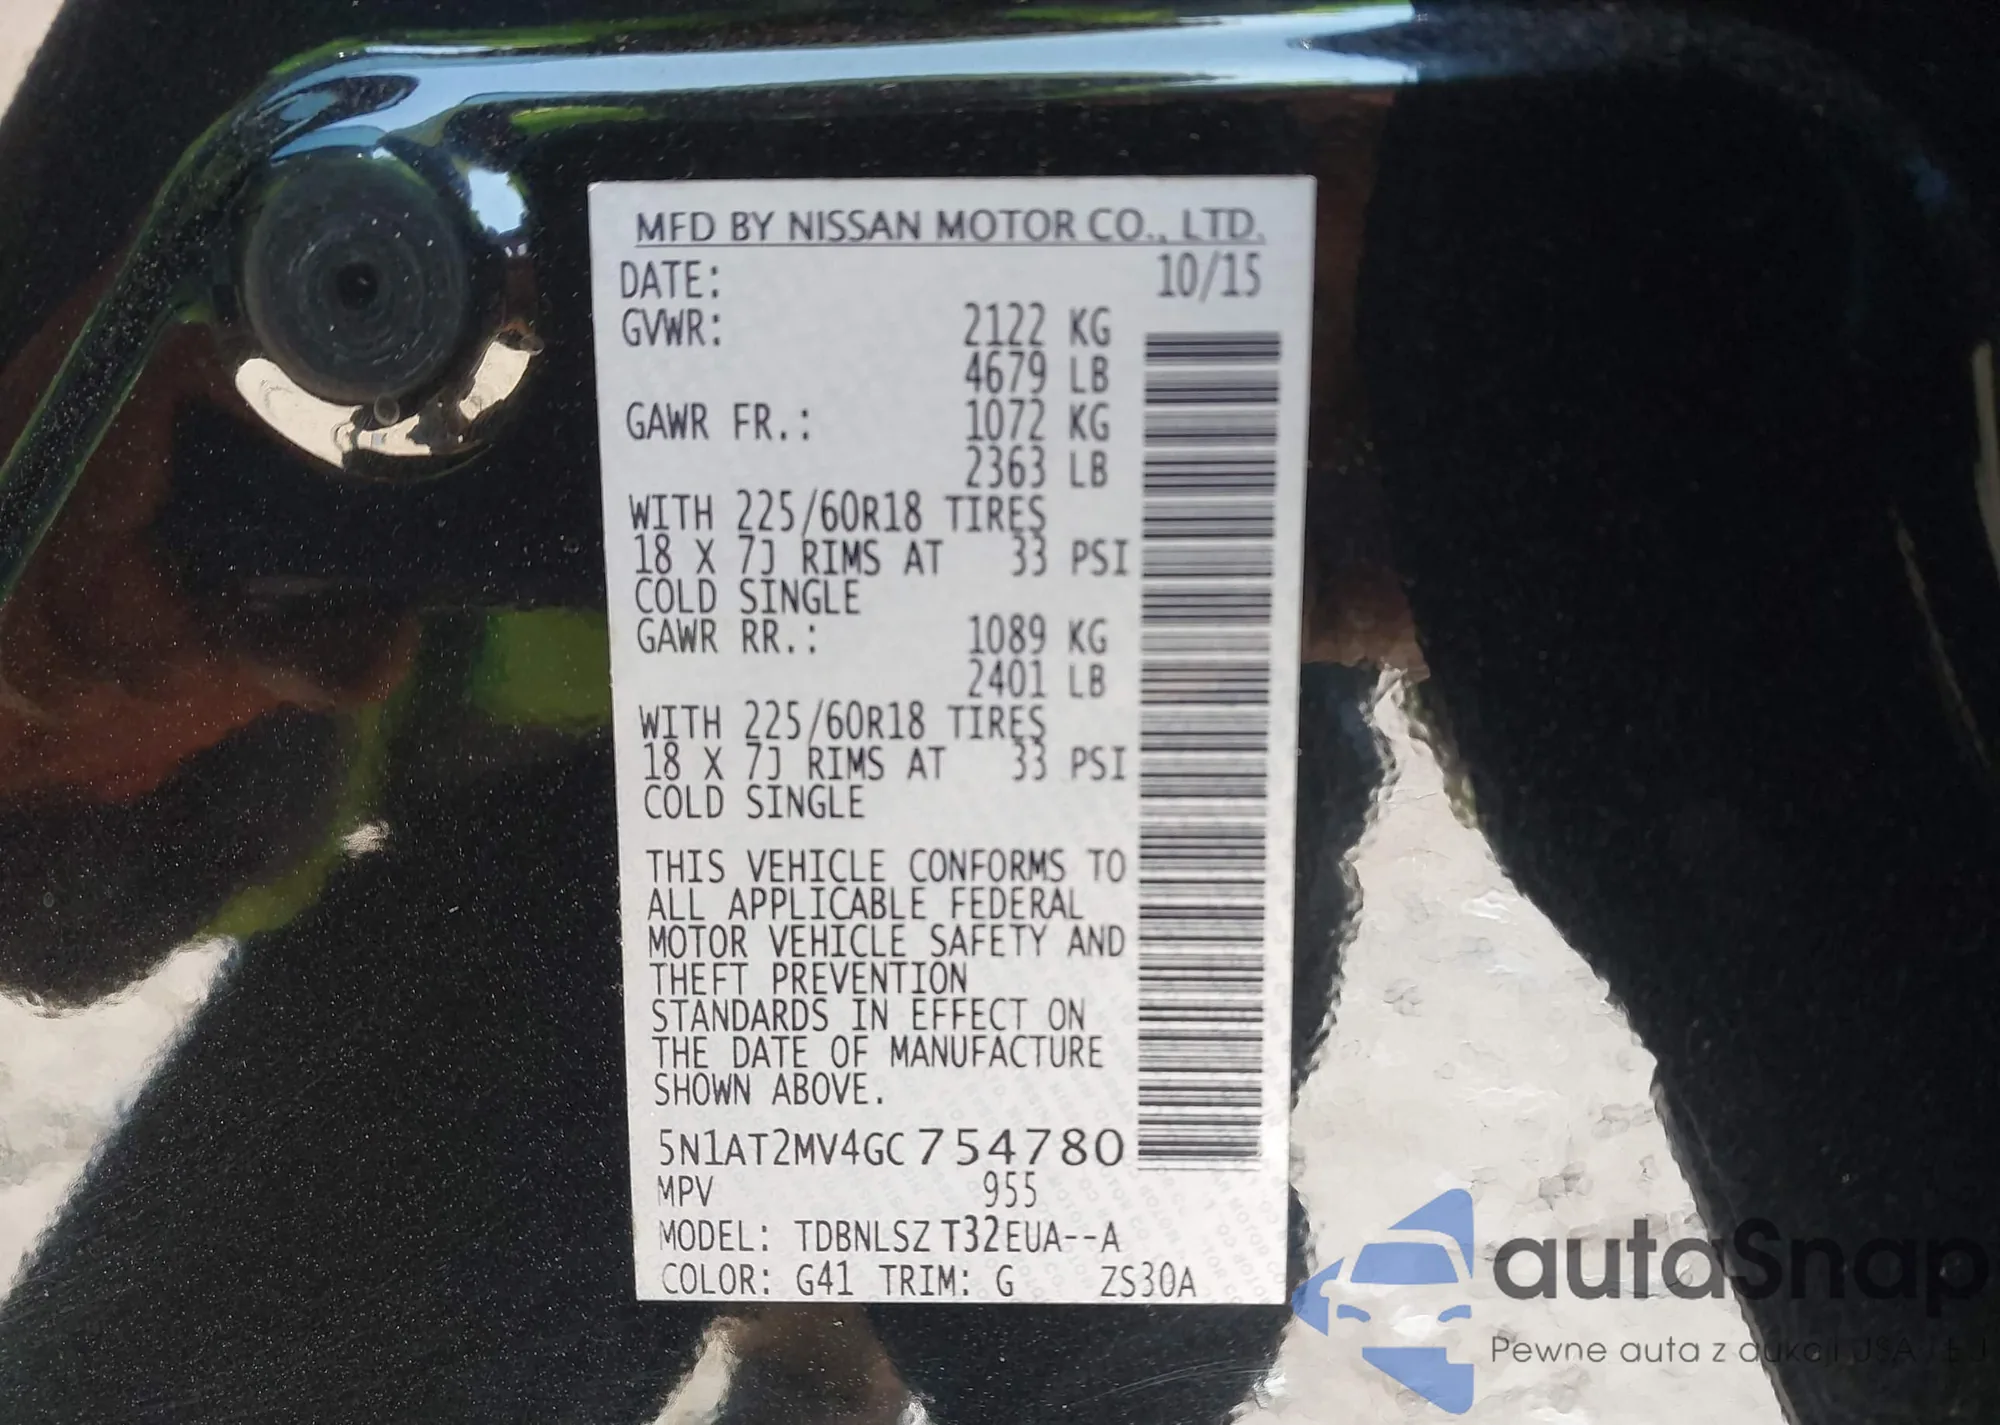 MFD BY NISSAN MOTOR CO., LTD.
DATE: 10/15
GVWR: 2122 KG
4679 LB
GAWR FR.: 1072 KG
2363 LB
WITH 225/60R18 TIRES
18 X 7J RIMS AT 33 PSI
COLD SINGLE
GAWR RR.: 1089 KG
2401 LB
WITH 225/60R18 TIRES
18 X 7J RIMS AT 33 PSI
COLD SINGLE
THIS VEHICLE CONFORMS TO
ALL APPLICABLE FEDERAL
MOTOR VEHICLE SAFETY AND
THEFT PREVENTION
STANDARDS IN EFFECT ON
THE DATE OF MANUFACTURE
SHOWN ABOVE.
5N1AT2MV4GC754780
MPV 955
MODEL: TDBNLSZ T32EUA--A
COLOR: G41 TRIM: G ZS30A
autoSnap
Pewne auta z aukcji